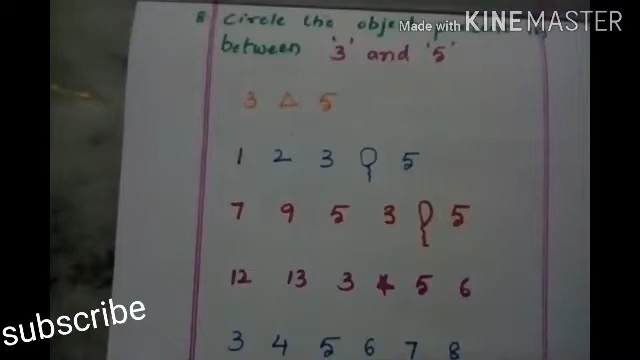 8 Circle the
between '3' and '5'
Made with KINEMASTER
3 △ 5
1 2 3 5
7 9 5 3 5
12 13 3 5 6
3 4 5 6 7 8
subscribe